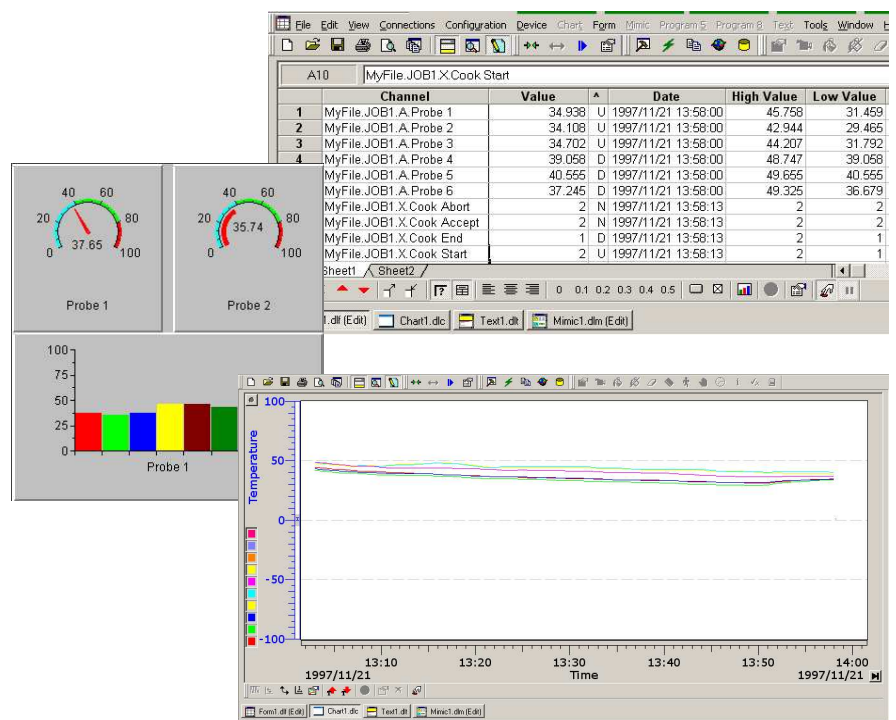 File Edit View Connections Configuration Device Chart Form Mimic Program 5 Program 8 Text Tools Window
A10 MyFile.JOB1.X.Cook Start
Channel Value ^ Date High Value Low Value
1 MyFile.JOB1.A.Probe 1 34.938 U 1997/11/21 13:58:00 45.758 31.459
2 MyFile.JOB1.A.Probe 2 34.108 U 1997/11/21 13:58:00 42.944 29.465
3 MyFile.JOB1.A.Probe 3 34.702 U 1997/11/21 13:58:00 44.207 31.792
4 MyFile.JOB1.A.Probe 4 39.058 D 1997/11/21 13:58:00 48.747 39.058
MyFile.JOB1.A.Probe 5 40.555 D 1997/11/21 13:58:00 49.655 40.555
MyFile.JOB1.A.Probe 6 37.245 D 1997/11/21 13:58:00 49.325 36.679
MyFile.JOB1.X.Cook Abort 2 N 1997/11/21 13:58:13 2 2
MyFile.JOB1.X.Cook Accept 2 N 1997/11/21 13:58:13 2 2
MyFile.JOB1.X.Cook End 1 D 1997/11/21 13:58:13 2 1
MyFile.JOB1.X.Cook Start 2 U 1997/11/21 13:58:13 2 1
Sheet1 Sheet2
0 0.1 0.2 0.3 0.4 0.5
1.dlf (Edit) Chart1.dlc Text1.dlt Mimic1.dlm (Edit)
0 20 40 60 80 100
37.65
Probe 1
0 20 40 60 80 100
35.74
Probe 2
100
75
50
25
0
Probe 1
Temperature
100
50
0
-50
-100
13:10 13:20 13:30 13:40 13:50 14:00
1997/11/21 Time 1997/11/21
Form1.dlf (Edit) Chart1.dlc Text1.dlt Mimic1.dlm (Edit)